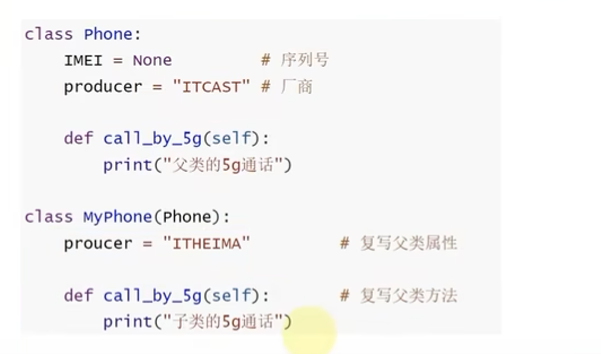 class Phone:
    IMEI = None         # 序列号
    producer = "ITCAST" # 厂商
    def call_by_5g(self):
        print("父类的5g通话")
class MyPhone(Phone):
    proucer = "ITHEIMA"         # 复写父类属性
    def call_by_5g(self):       # 复写父类方法
        print("子类的5g通话")